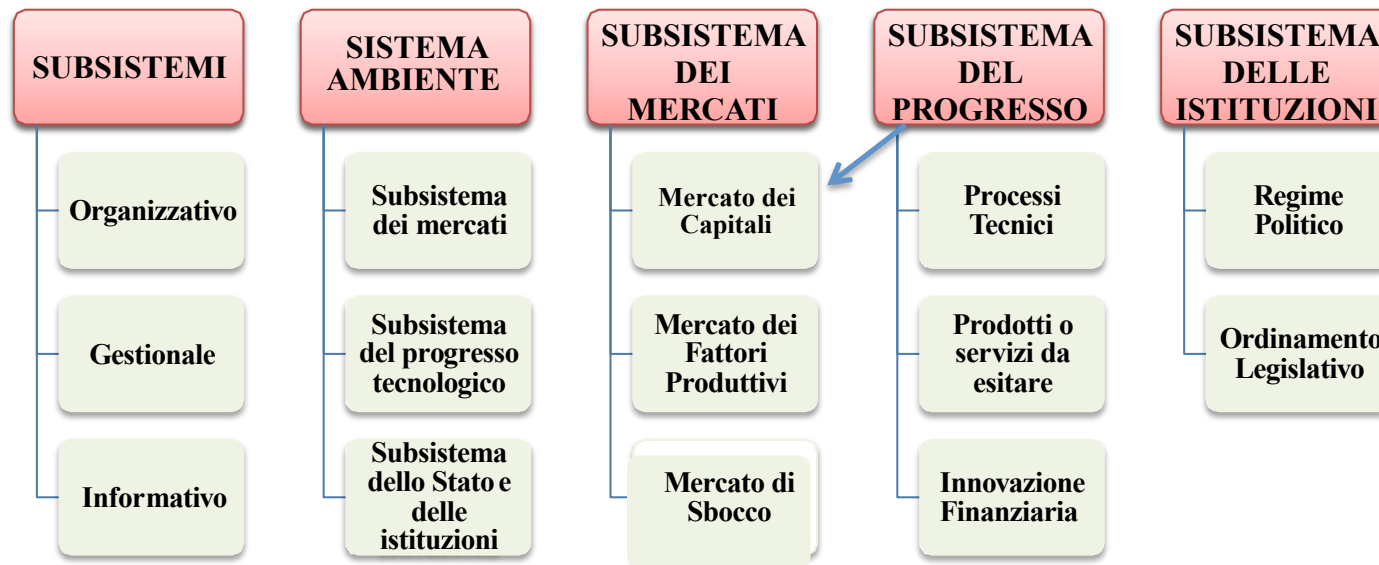 SUBSISTEMI
Organizzativo
Gestionale
Informativo
SISTEMA
AMBIENTE
Subsistema
dei mercati
Subsistema
del progresso
tecnologico
Subsistema
dello Stato e
delle
istituzioni
SUBSISTEMA
DEI
MERCATI
Mercato dei
Capitali
Mercato dei
Fattori
Produttivi
Mercato di
Sbocco
SUBSISTEMA
DEL
PROGRESSO
Processi
Tecnici
Prodotti o
servizi da
esitare
Innovazione
Finanziaria
SUBSISTEMA
DELLE
ISTITUZIONI
Regime
Politico
Ordinamento
Legislativo